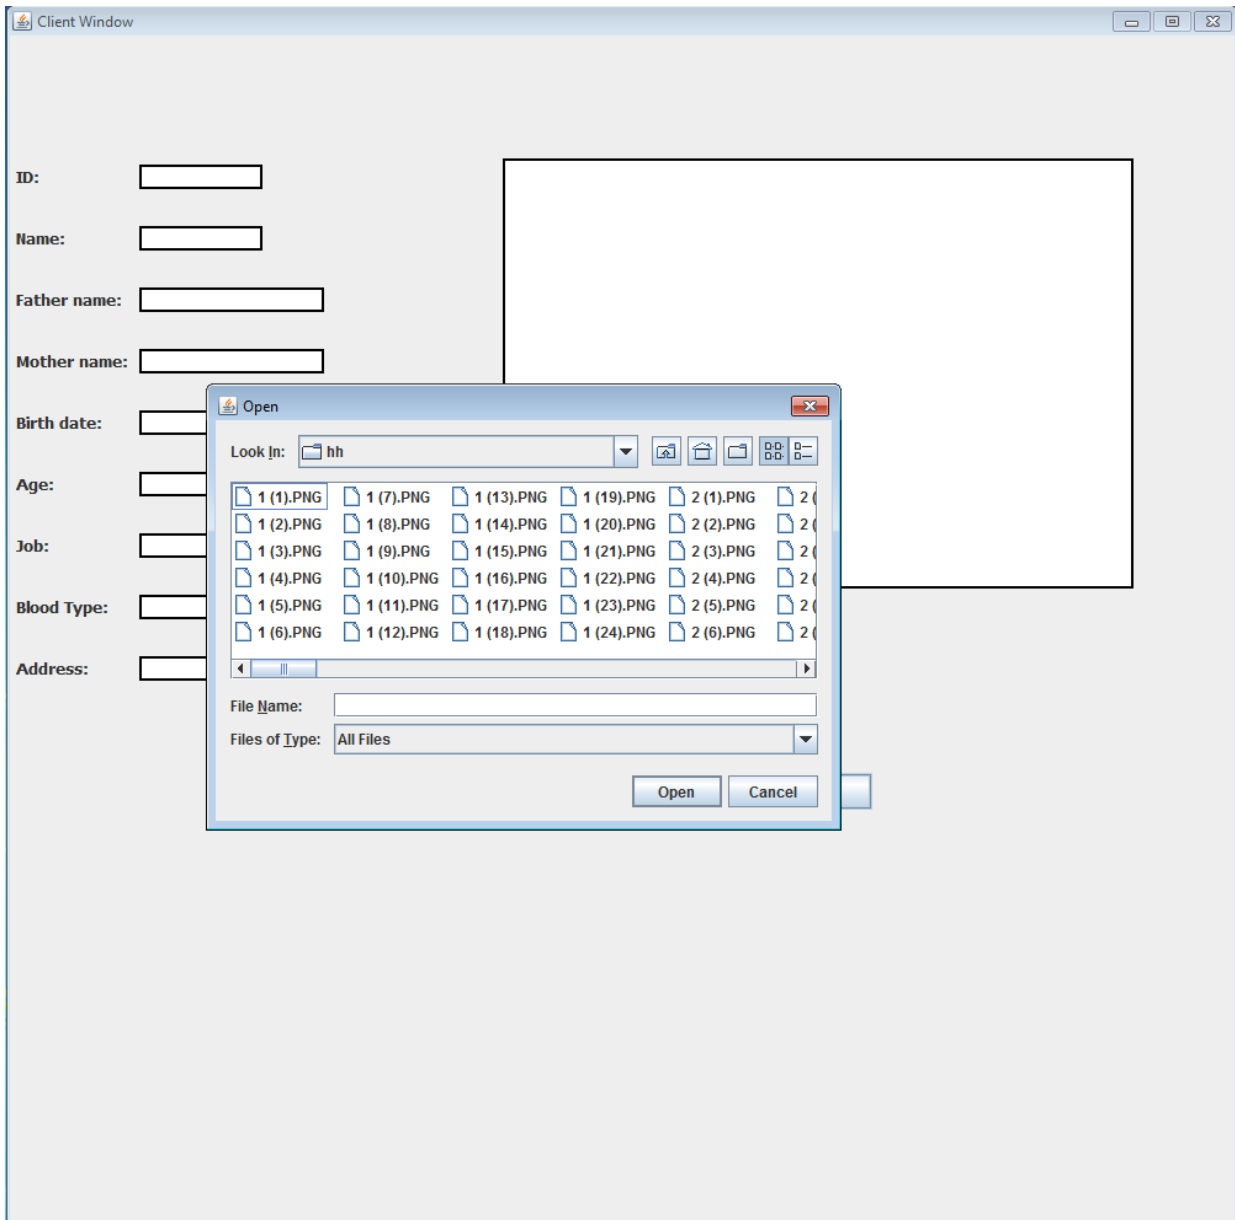 Client Window
ID:
Name:
Father name:
Mother name:
Birth date:
Age:
Job:
Blood Type:
Address:
Open
Look In: hh
1 (1).PNG 1 (7).PNG 1 (13).PNG 1 (19).PNG 2 (1).PNG 2 (
1 (2).PNG 1 (8).PNG 1 (14).PNG 1 (20).PNG 2 (2).PNG 2 (
1 (3).PNG 1 (9).PNG 1 (15).PNG 1 (21).PNG 2 (3).PNG 2 (
1 (4).PNG 1 (10).PNG 1 (16).PNG 1 (22).PNG 2 (4).PNG 2 (
1 (5).PNG 1 (11).PNG 1 (17).PNG 1 (23).PNG 2 (5).PNG 2 (
1 (6).PNG 1 (12).PNG 1 (18).PNG 1 (24).PNG 2 (6).PNG 2 (
File Name:
Files of Type: All Files
Open Cancel